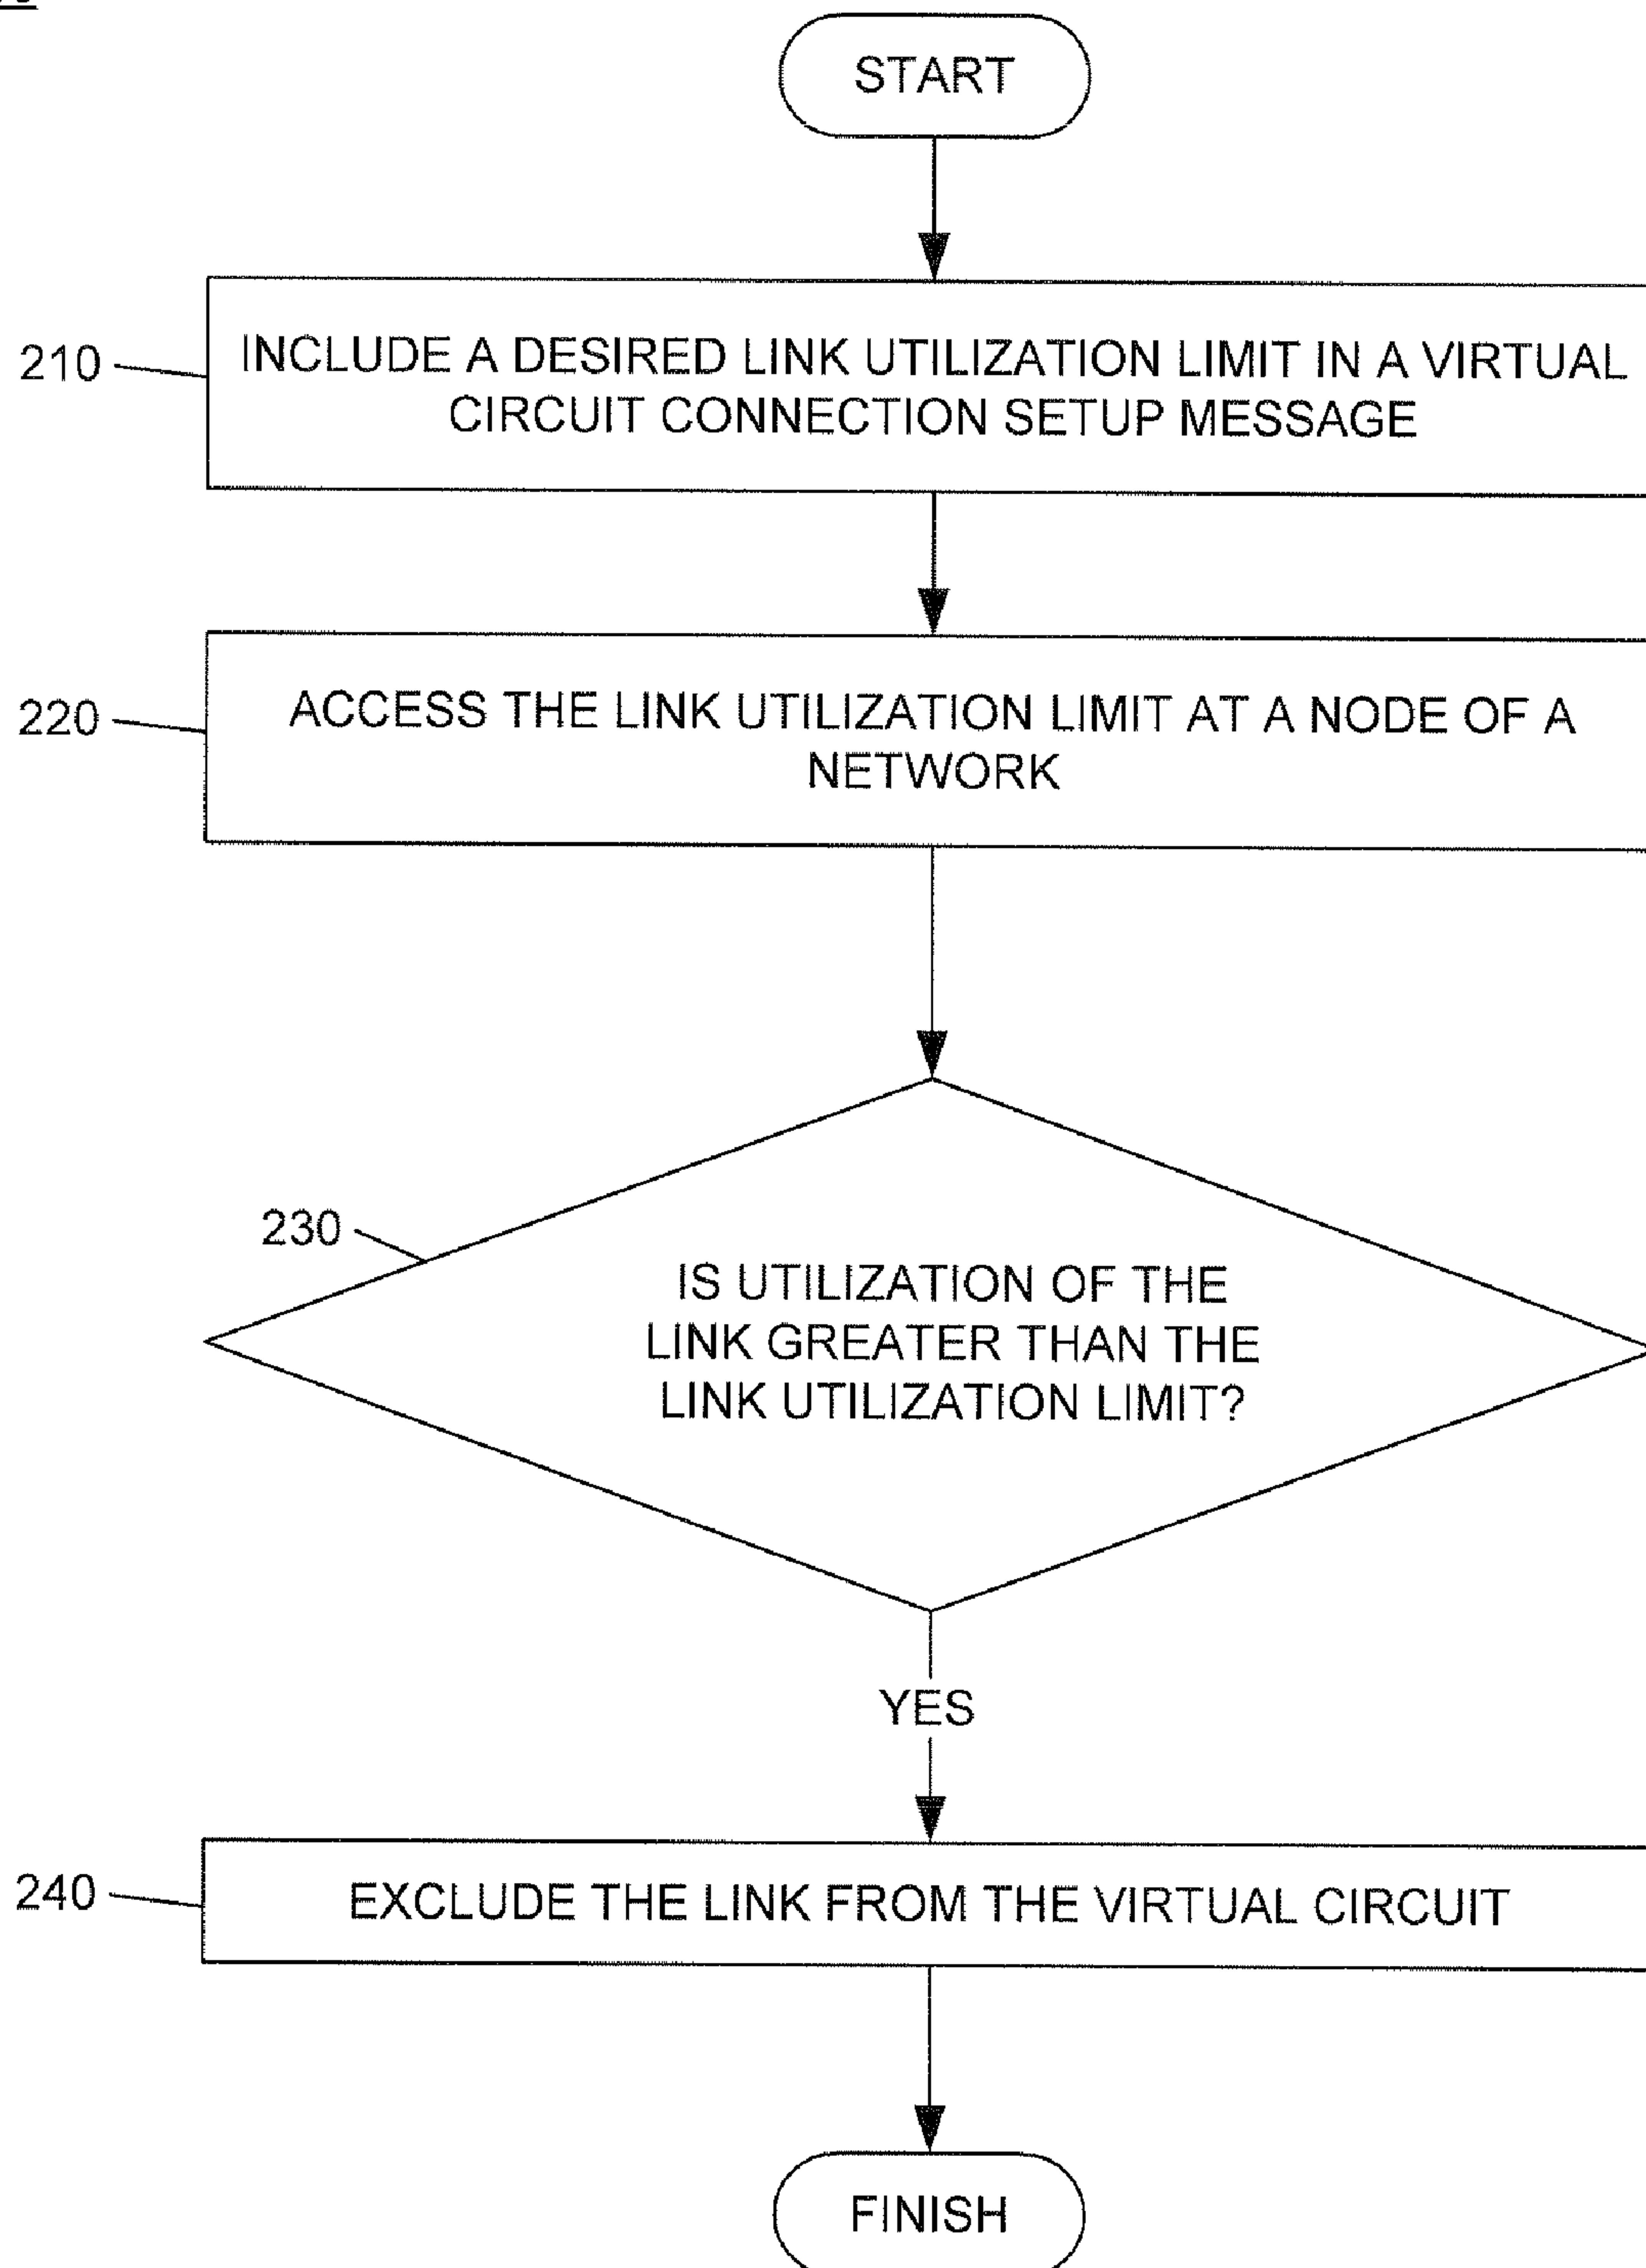 START
210
INCLUDE A DESIRED LINK UTILIZATION LIMIT IN A VIRTUAL
CIRCUIT CONNECTION SETUP MESSAGE
220
ACCESS THE LINK UTILIZATION LIMIT AT A NODE OF A
NETWORK
230
IS UTILIZATION OF THE
LINK GREATER THAN THE
LINK UTILIZATION LIMIT?
YES
240
EXCLUDE THE LINK FROM THE VIRTUAL CIRCUIT
FINISH